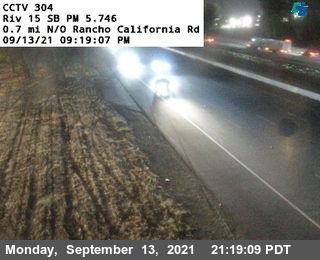 CCTV 304
Riv 15 SB PM 5.746
0.7 mi N/O Rancho California Rd
09/13/21 09:19:07 PM
Monday, September 13, 2021 21:19:09 PDT